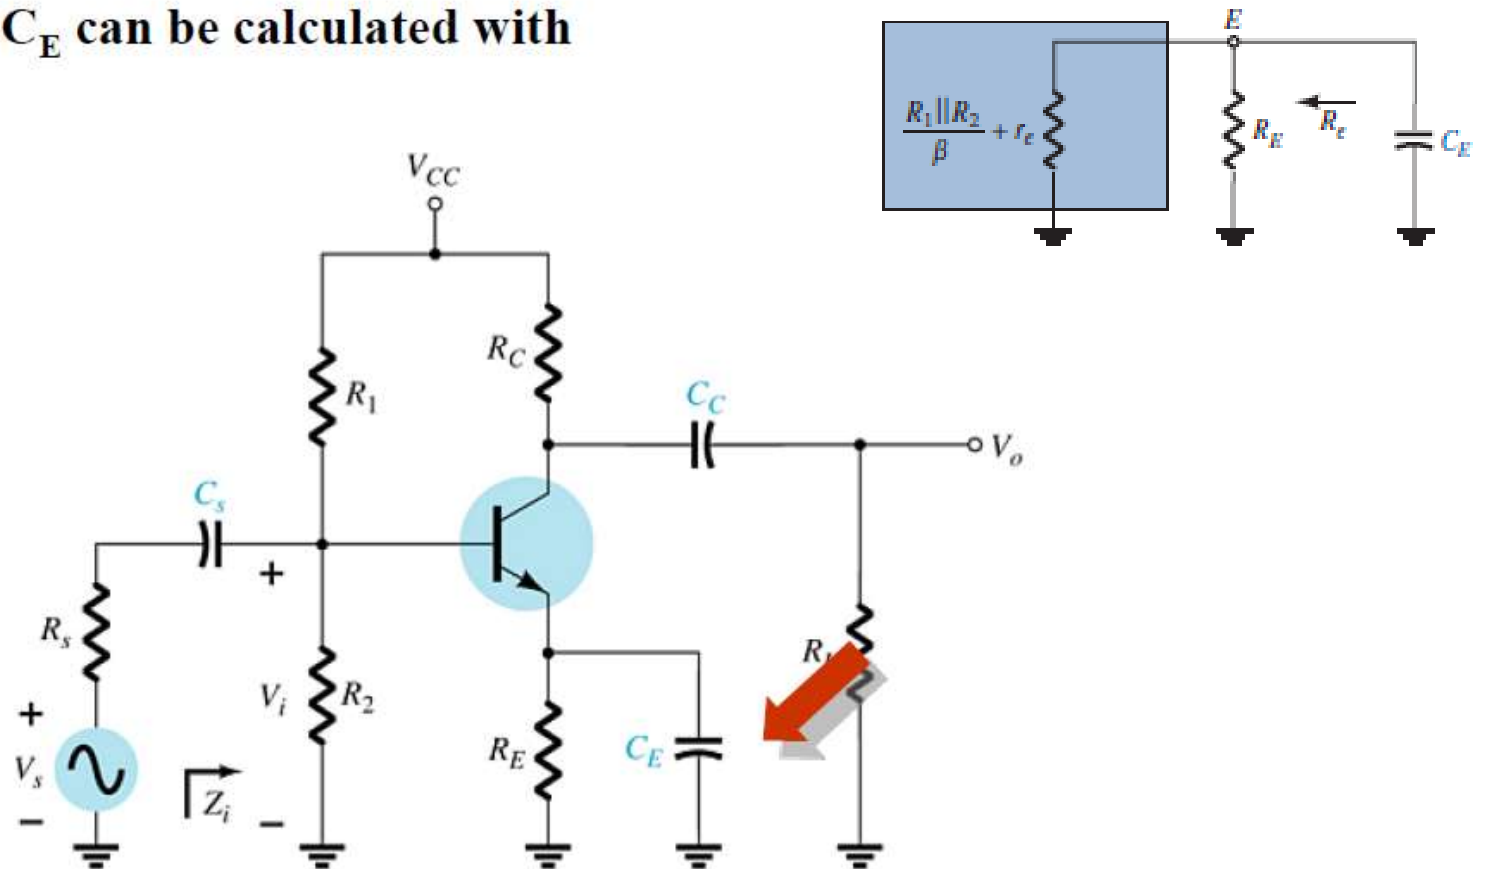 C_E can be calculated with
E
R_1||R_2
β
+ r_e
R_E
R_e
C_E
V_CC
R_C
R_1
C_C
V_o
C_s
+
R_s
V_i
R_2
+
V_s
−
Z_i
−
R_E
C_E